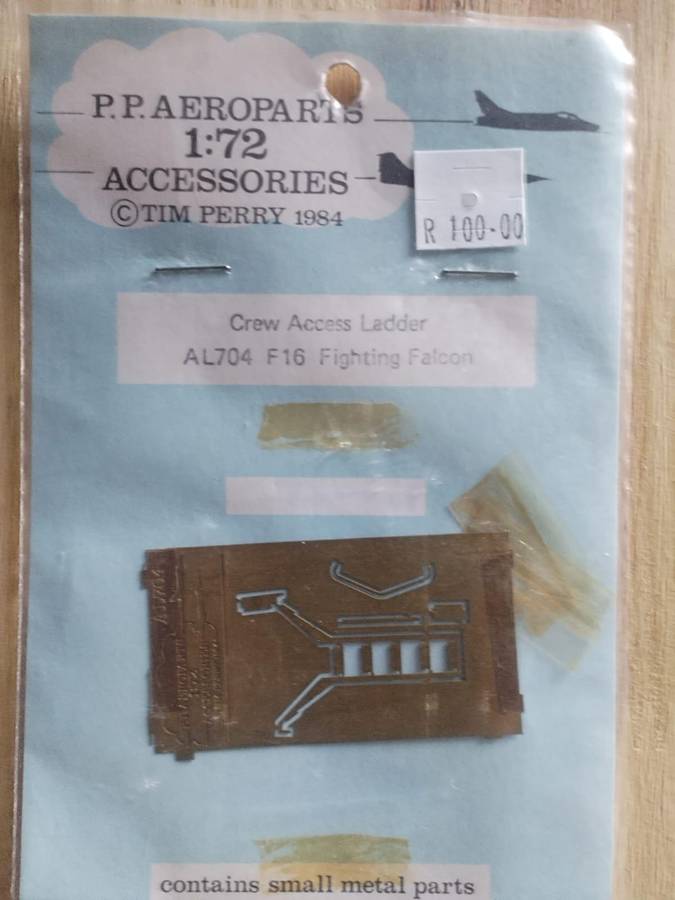 P.P. AEROPARTS
1:72
ACCESSORIES
© TIM PERRY 1984
R 100-00
Crew Access Ladder
AL704 F16 Fighting Falcon
AL704
contains small metal parts